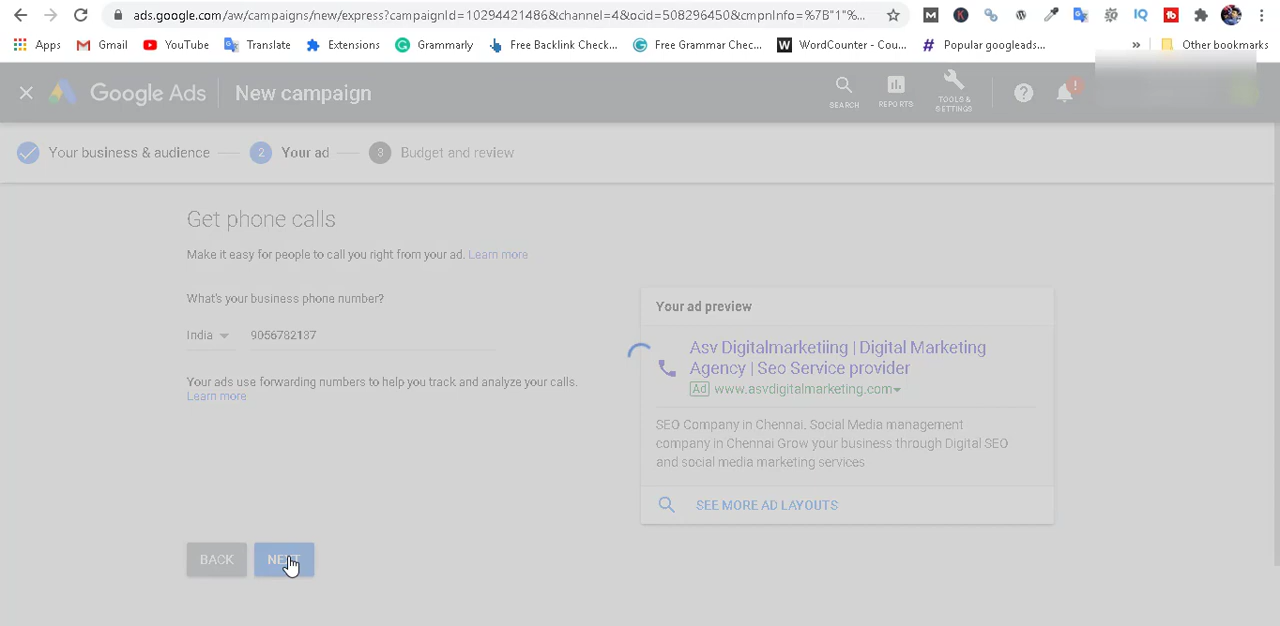 ads.google.com/aw/campaigns/new/express?campaignId=10294421486&channel=4&ocid=508296450&cmpnInfo=%7B"1"%...
Apps Gmail YouTube Translate Extensions Grammerly Free Backlink Check... Free Grammar Chec... WordCounter - Cou... Popular googleads... » Other bookmarks
Google Ads New campaign
SEARCH REPORTS TOOLS & SETTINGS
Your business & audience 2 Your ad 3 Budget and review
Get phone calls
Make it easy for people to call you right from your ad. Learn more
What's your business phone number?
India 9056782137
Your ads use forwarding numbers to help you track and analyze your calls.
Learn more
Your ad preview
Asv Digitalmarketiing | Digital Marketing
Agency | Seo Service provider
Ad www.asvdigitalmarketing.com
SEO Company in Chennai. Social Media management
company in Chennai Grow your business through Digital SEO
and social media marketing services
SEE MORE AD LAYOUTS
BACK NEXT